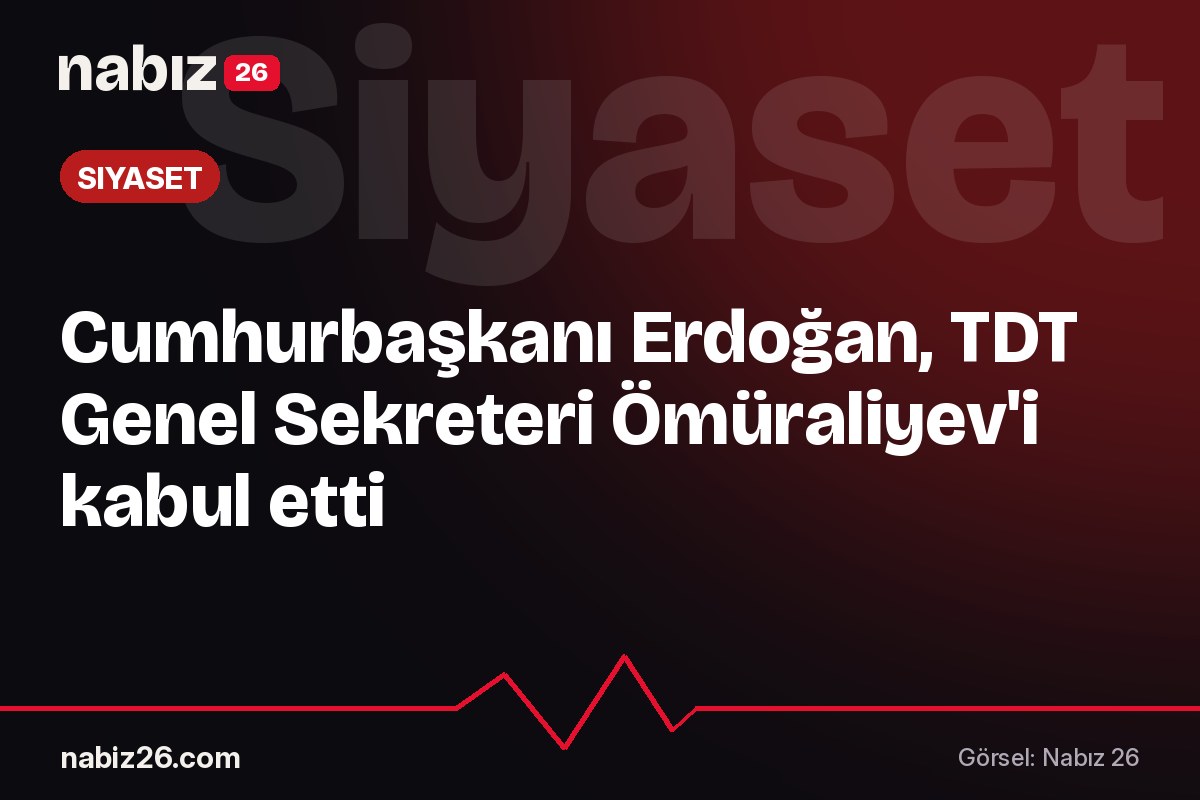 Siyaset
nabız 26
SIYASET
Cumhurbaşkanı Erdoğan, TDT
Genel Sekreteri Ömüraliyev'i
kabul etti
nabiz26.com
Görsel: Nabız 26